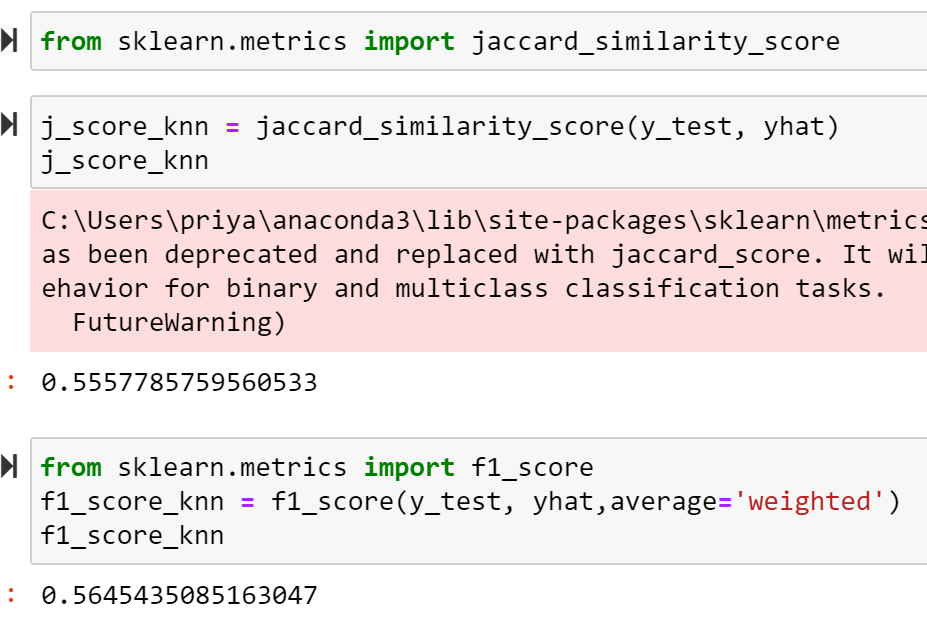 from sklearn.metrics import jaccard_similarity_score
j_score_knn = jaccard_similarity_score(y_test, yhat)
j_score_knn
C:\Users\priya\anaconda3\lib\site-packages\sklearn\metrics
as been deprecated and replaced with jaccard_score. It wil
ehavior for binary and multiclass classification tasks.
FutureWarning)
: 0.5557785759560533
from sklearn.metrics import f1_score
f1_score_knn = f1_score(y_test, yhat,average='weighted')
f1_score_knn
: 0.5645435085163047